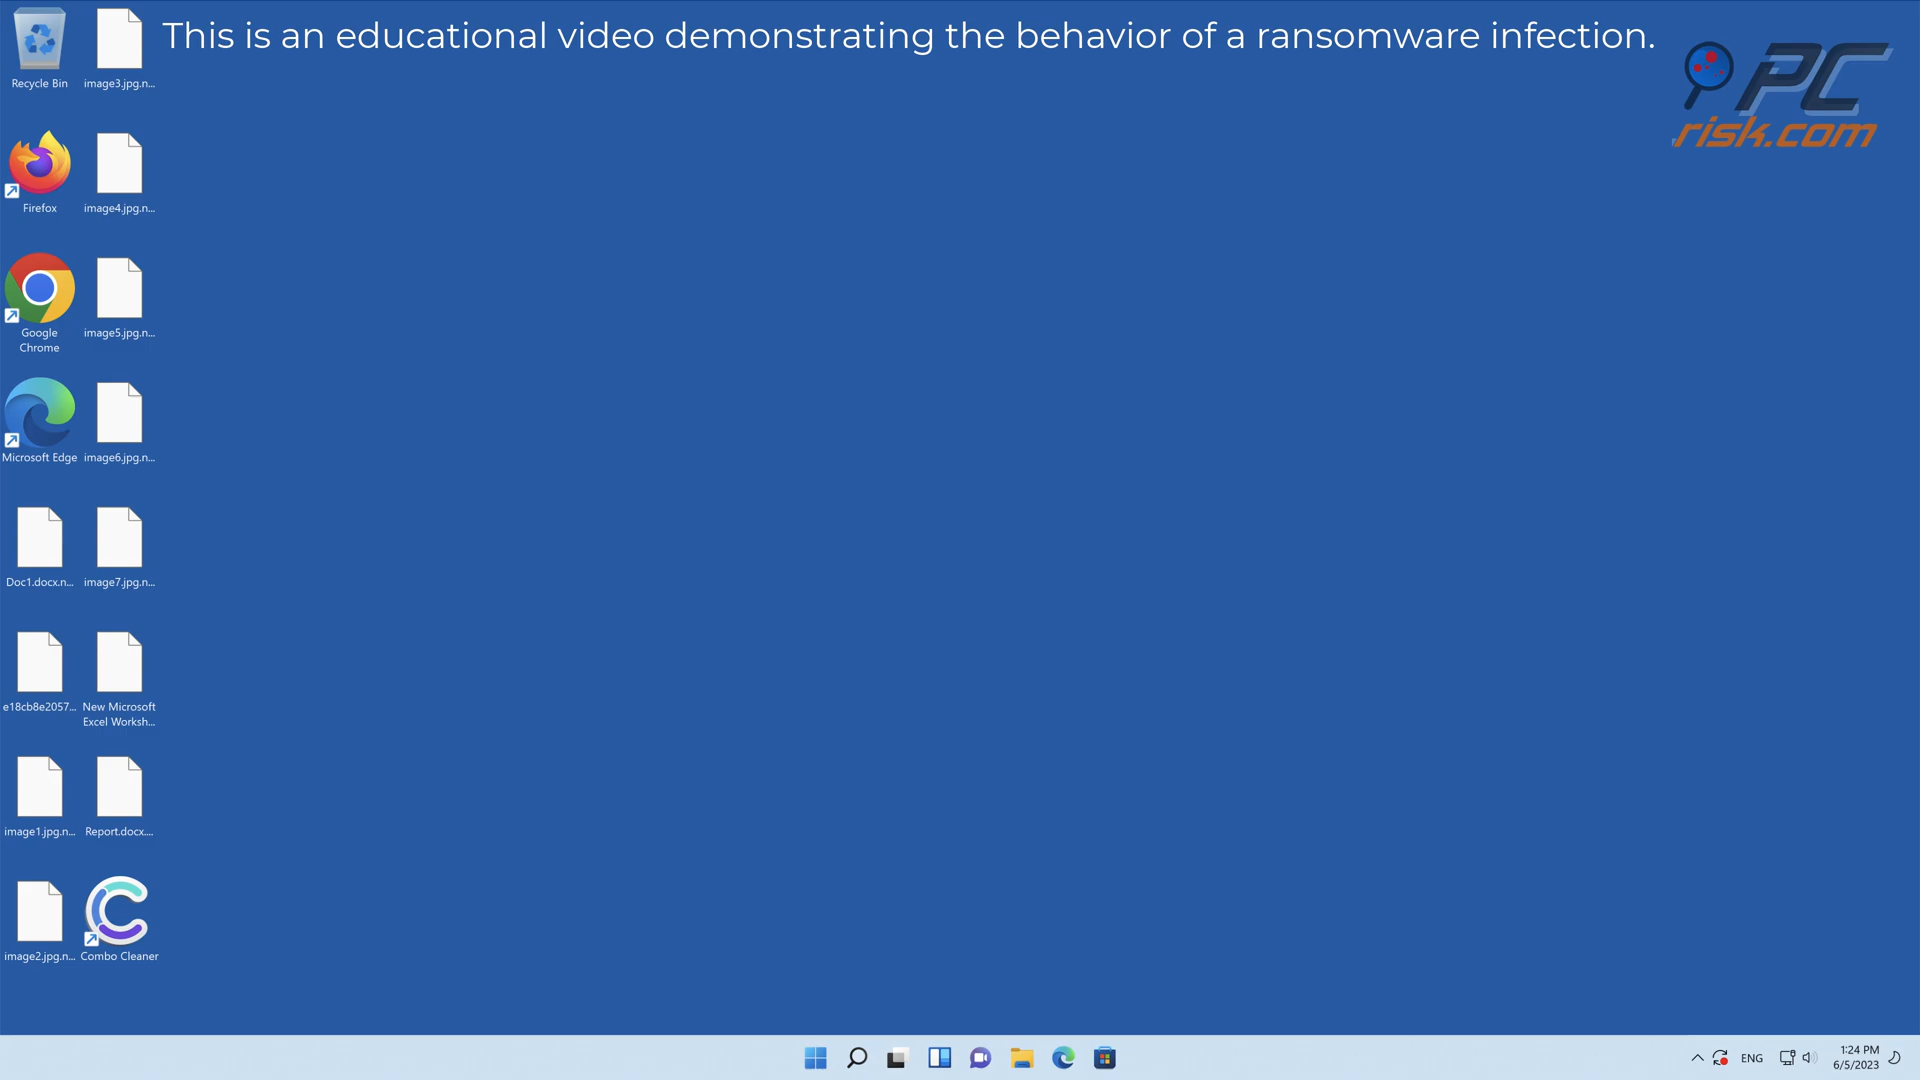 This is an educational video demonstrating the behavior of a ransomware infection.
PC
risk.com
Recycle Bin
image3.jpg.n...
Firefox
image4.jpg.n...
Google
Chrome
image5.jpg.n...
Microsoft Edge
image6.jpg.n...
Doc1.docx.n...
image7.jpg.n...
e18cb8e2057...
New Microsoft
Excel Worksh...
image1.jpg.n...
Report.docx....
image2.jpg.n...
Combo Cleaner
ENG
1:24 PM
6/5/2023